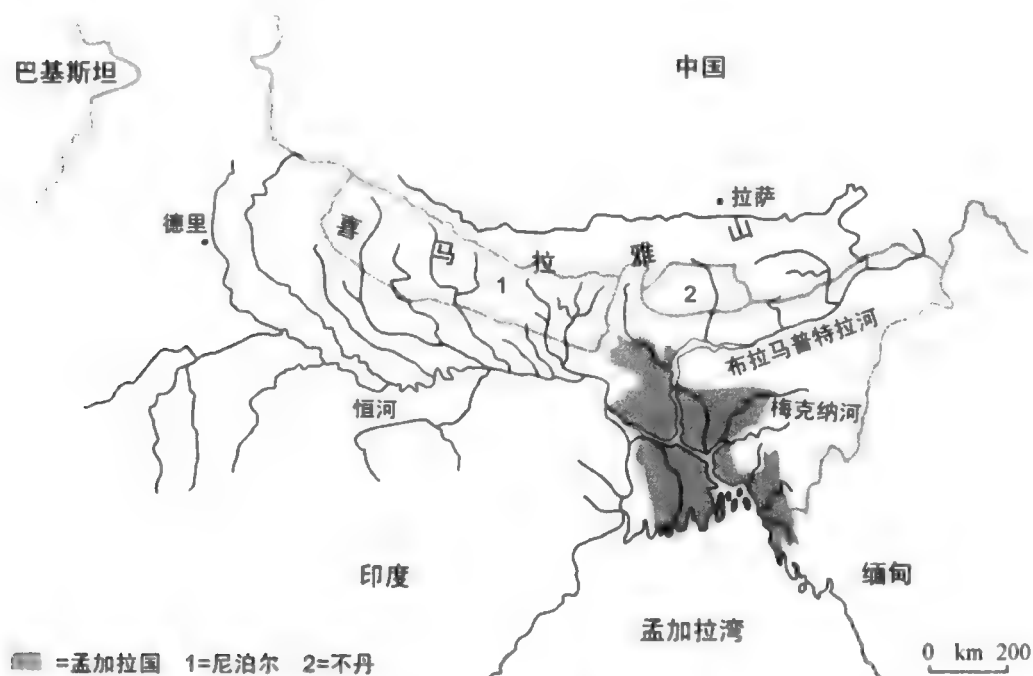 巴基斯坦
中国
拉萨
德里
喜马拉雅山
1
2
布拉马普特拉河
恒河
梅克纳河
印度
缅甸
孟加拉湾
=孟加拉国 1=尼泊尔 2=不丹
0 km 200